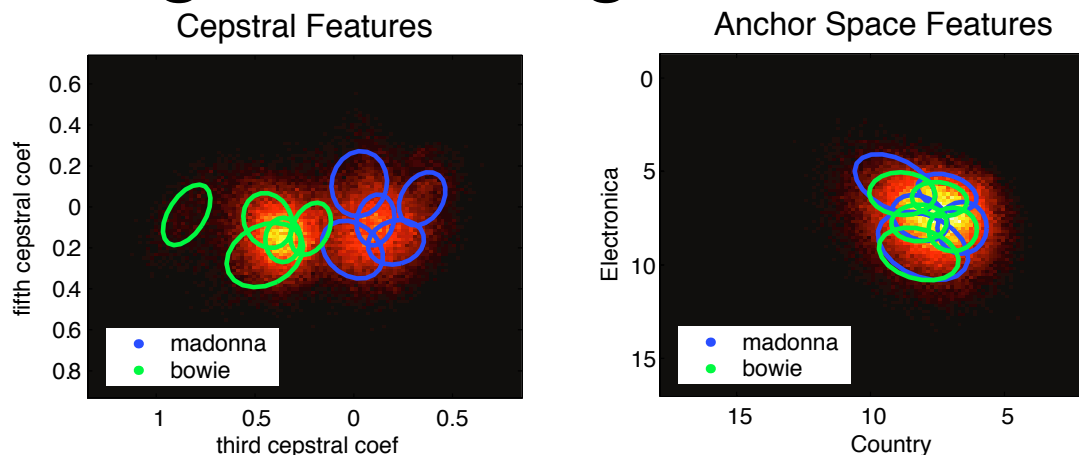 Cepstral Features
0.6
0.4
0.2
0
0.2
0.4
0.6
0.8
fifth cepstral coef
madonna
bowie
1 0.5 0 0.5
third cepstral coef
Anchor Space Features
0
5
10
15
Electronica
madonna
bowie
15 10 5
Country